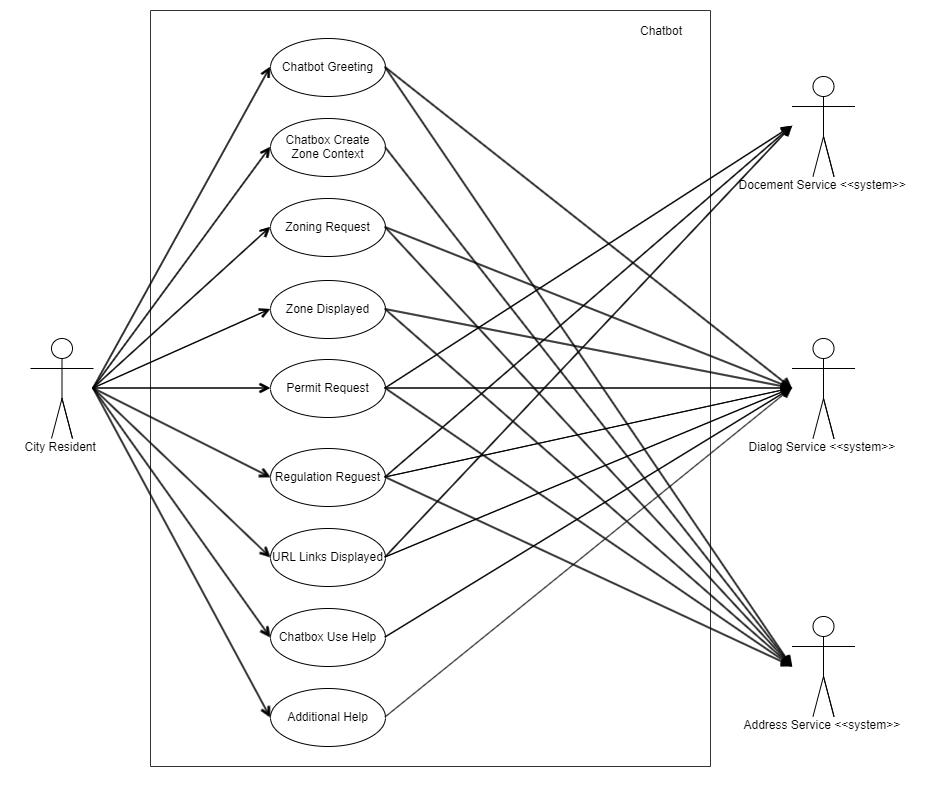 Chatbot
Chatbot Greeting
Chatbox Create
Zone Context
Zoning Request
Zone Displayed
Permit Request
Regulation Reguest
URL Links Displayed
Chatbox Use Help
Additional Help
City Resident
Docement Service <<system>>
Dialog Service <<system>>
Address Service <<system>>